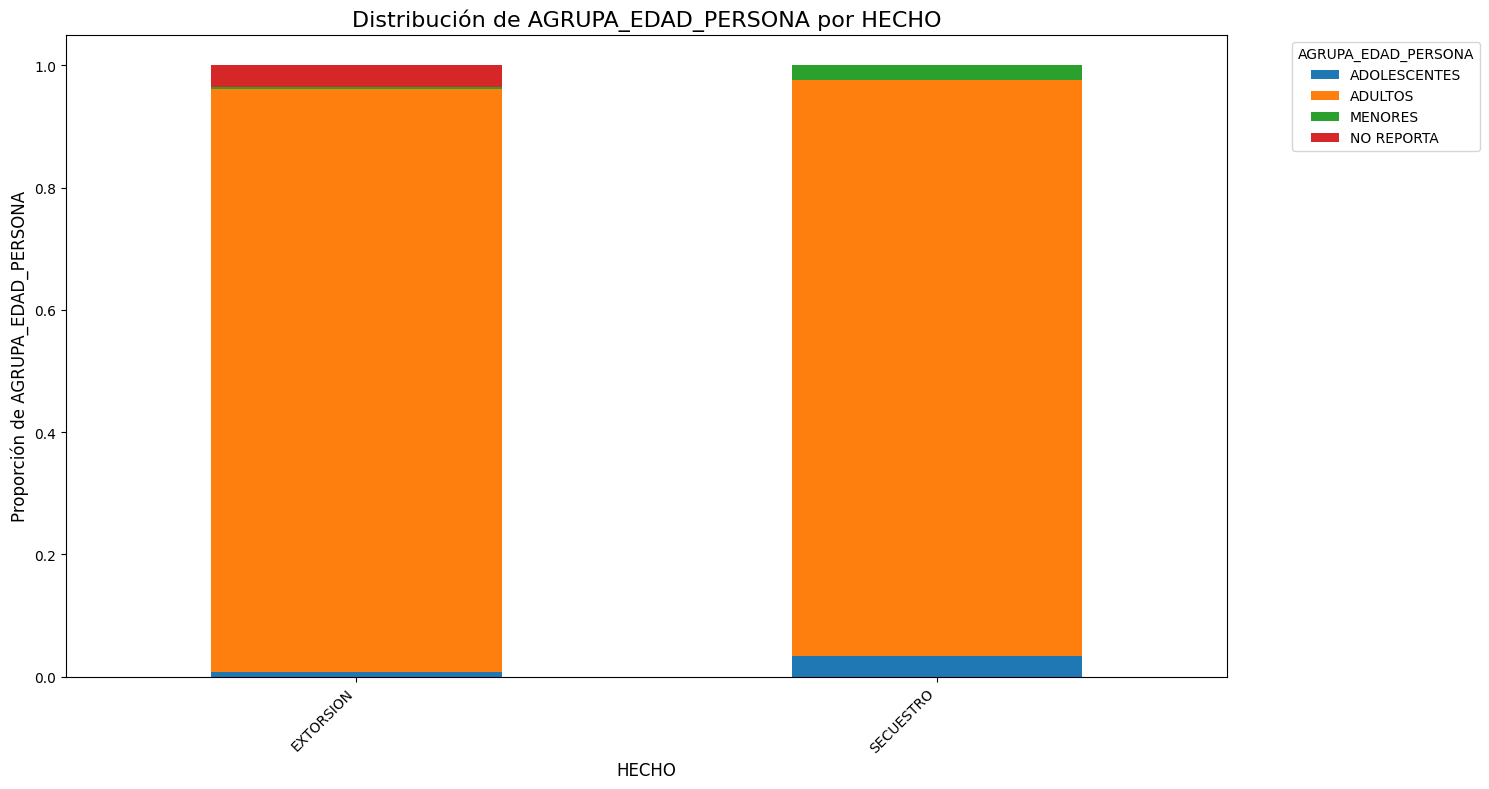 Distribución de AGRUPA_EDAD_PERSONA por HECHO
Proporción de AGRUPA_EDAD_PERSONA
1.0
0.8
0.6
0.4
0.2
0.0
EXTORSION
SECUESTRO
HECHO
AGRUPA_EDAD_PERSONA
ADOLESCENTES
ADULTOS
MENORES
NO REPORTA